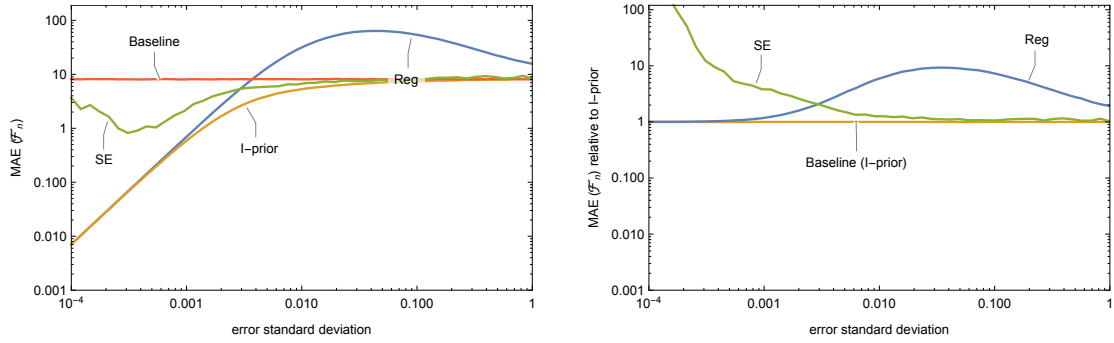 100
10
1
0.100
0.010
0.001
MAE (ℱn)
Baseline
Reg
SE
I−prior
10⁻⁴
0.001
0.010
0.100
1
error standard deviation
100
10
1
0.100
0.010
0.001
MAE (ℱn) relative to I−prior
SE
Reg
Baseline (I−prior)
10⁻⁴
0.001
0.010
0.100
1
error standard deviation